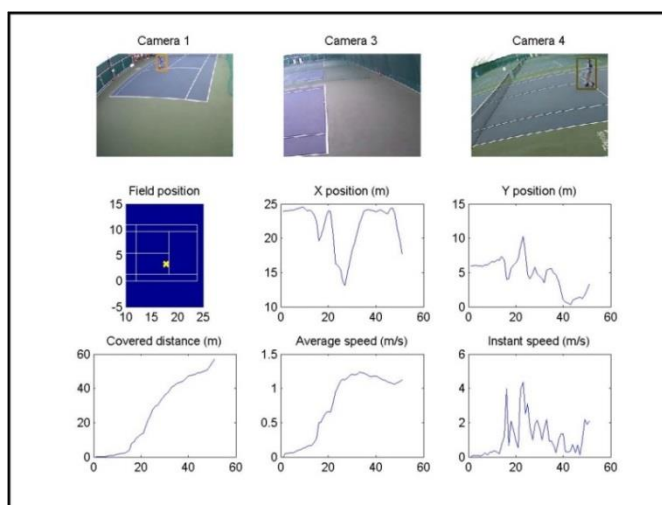 Camera 1
Camera 3
Camera 4
Field position
X position (m)
Y position (m)
15
10
5
0
-5
10 15 20 25
25
20
15
10
0 20 40 60
15
10
5
0
0 20 40 60
Covered distance (m)
Average speed (m/s)
Instant speed (m/s)
60
40
20
0
0 20 40 60
1.5
1
0.5
0
0 20 40 60
6
4
2
0
0 20 40 60